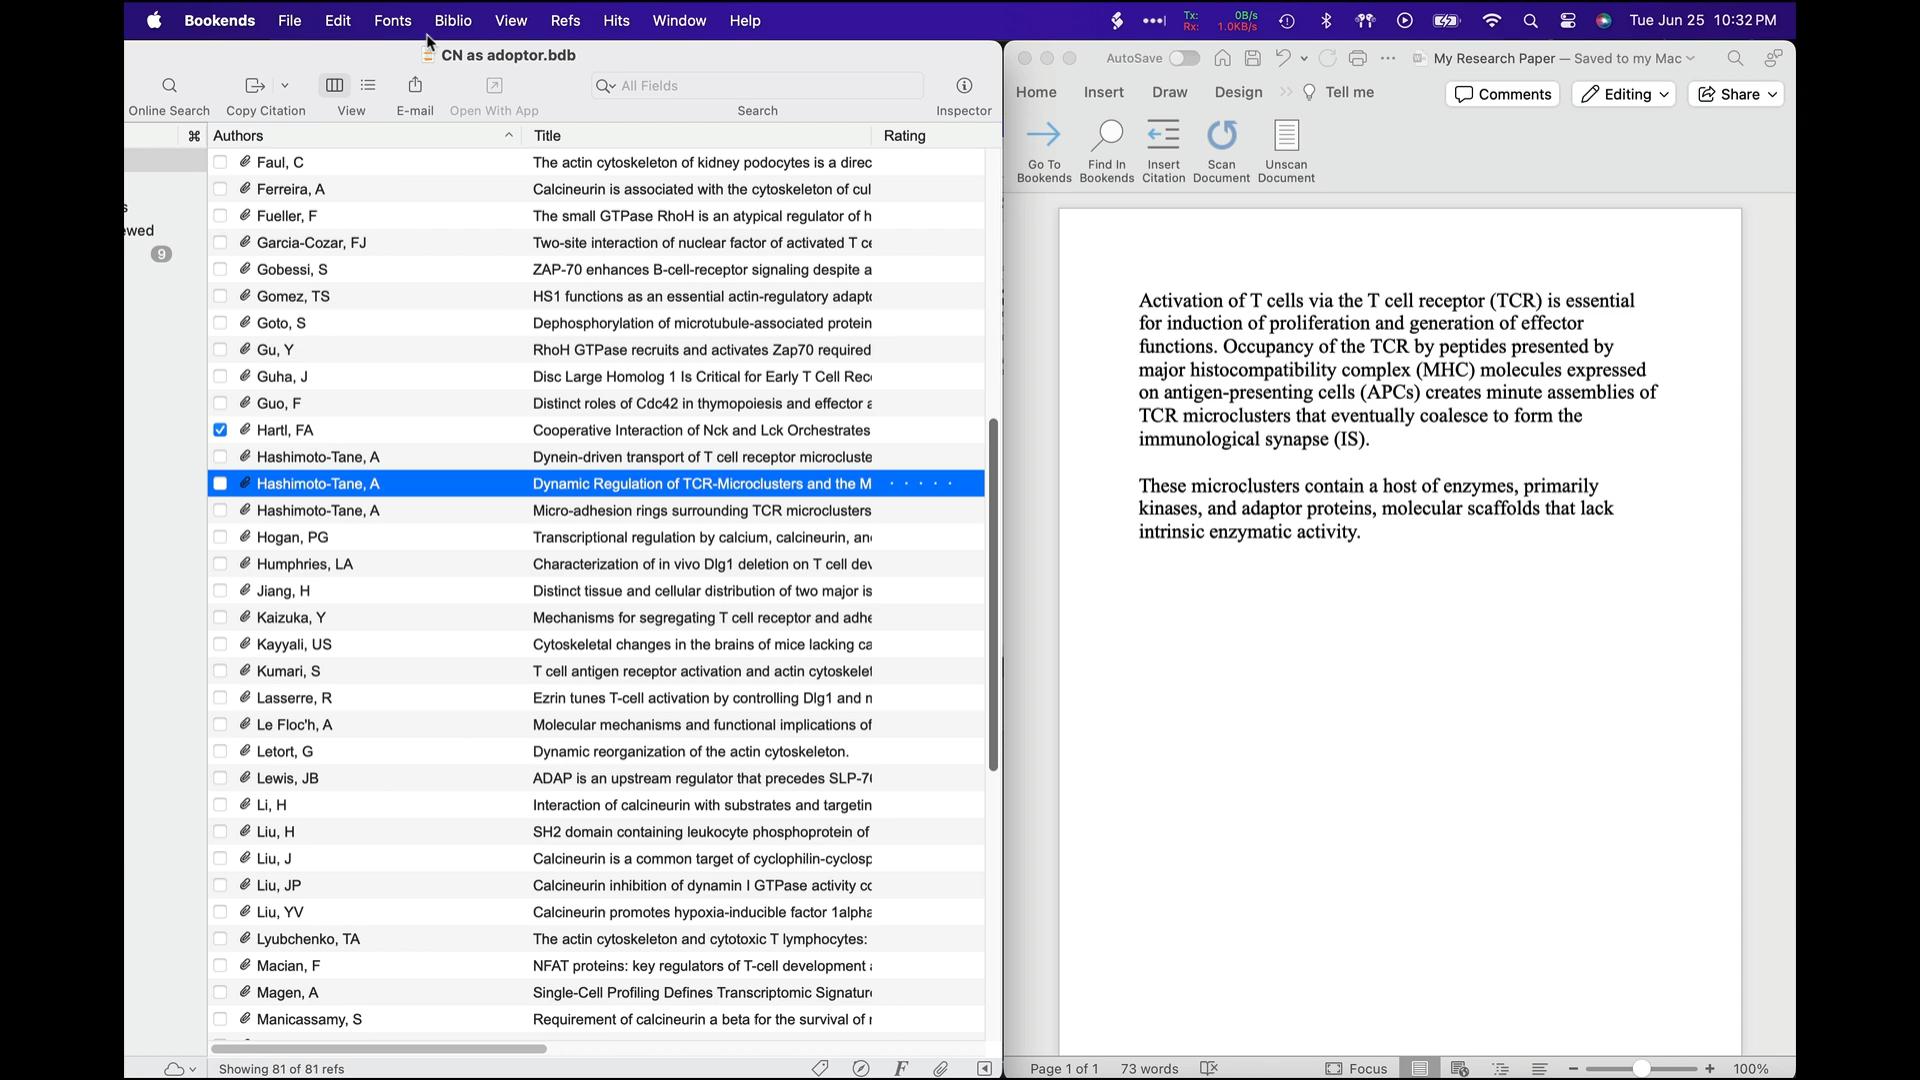 Bookends File Edit Fonts Biblio View Refs Hits Window Help Tx: 0B/s Tue Jun 25 10:32 PM
Rx: 1.0KB/s
CN as adoptor.bdb
All Fields
Online Search Copy Citation View E-mail Open With App Search Inspector
⌘ Authors Title Rating
Faul, C The actin cytoskeleton of kidney podocytes is a direc
Ferreira, A Calcineurin is associated with the cytoskeleton of cul
s
Fueller, F The small GTPase RhoH is an atypical regulator of h
ewed
Garcia-Cozar, FJ Two-site interaction of nuclear factor of activated T ce
9
Gobessi, S ZAP-70 enhances B-cell-receptor signaling despite a
Gomez, TS HS1 functions as an essential actin-regulatory adapto
Goto, S Dephosphorylation of microtubule-associated protein
Gu, Y RhoH GTPase recruits and activates Zap70 required
Guha, J Disc Large Homolog 1 Is Critical for Early T Cell Rec
Guo, F Distinct roles of Cdc42 in thymopoiesis and effector a
Hartl, FA Cooperative Interaction of Nck and Lck Orchestrates
Hashimoto-Tane, A Dynein-driven transport of T cell receptor microcluste
Hashimoto-Tane, A Dynamic Regulation of TCR-Microclusters and the M
Hashimoto-Tane, A Micro-adhesion rings surrounding TCR microclusters
Hogan, PG Transcriptional regulation by calcium, calcineurin, an
Humphries, LA Characterization of in vivo Dlg1 deletion on T cell dev
Jiang, H Distinct tissue and cellular distribution of two major is
Kaizuka, Y Mechanisms for segregating T cell receptor and adhe
Kayyali, US Cytoskeletal changes in the brains of mice lacking ca
Kumari, S T cell antigen receptor activation and actin cytoskelet
Lasserre, R Ezrin tunes T-cell activation by controlling Dlg1 and m
Le Floc'h, A Molecular mechanisms and functional implications of
Letort, G Dynamic reorganization of the actin cytoskeleton.
Lewis, JB ADAP is an upstream regulator that precedes SLP-76
Li, H Interaction of calcineurin with substrates and targetin
Liu, H SH2 domain containing leukocyte phosphoprotein of
Liu, J Calcineurin is a common target of cyclophilin-cyclosp
Liu, JP Calcineurin inhibition of dynamin I GTPase activity co
Liu, YV Calcineurin promotes hypoxia-inducible factor 1alpha
Lyubchenko, TA The actin cytoskeleton and cytotoxic T lymphocytes:
Macian, F NFAT proteins: key regulators of T-cell development
Magen, A Single-Cell Profiling Defines Transcriptomic Signatur
Manicassamy, S Requirement of calcineurin a beta for the survival of
Showing 81 of 81 refs
AutoSave My Research Paper — Saved to my Mac
Home Insert Draw Design Tell me Comments Editing Share
Go To Find In Insert Scan Unscan
Bookends Bookends Citation Document Document
Activation of T cells via the T cell receptor (TCR) is essential
for induction of proliferation and generation of effector
functions. Occupancy of the TCR by peptides presented by
major histocompatibility complex (MHC) molecules expressed
on antigen-presenting cells (APCs) creates minute assemblies of
TCR microclusters that eventually coalesce to form the
immunological synapse (IS).
These microclusters contain a host of enzymes, primarily
kinases, and adaptor proteins, molecular scaffolds that lack
intrinsic enzymatic activity.
Page 1 of 1 73 words Focus 100%